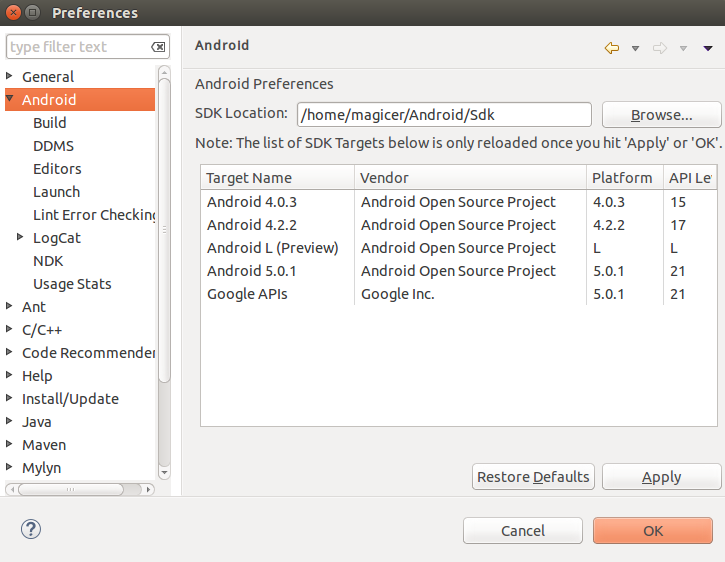 Preferences
type filter text
General
Android
Build
DDMS
Editors
Launch
Lint Error Checking
LogCat
NDK
Usage Stats
Ant
C/C++
Code Recommender
Help
Install/Update
Java
Maven
Mylyn
Android
Android Preferences
SDK Location: /home/magicer/Android/Sdk Browse...
Note: The list of SDK Targets below is only reloaded once you hit 'Apply' or 'OK'.
Target Name Vendor Platform API Le
Android 4.0.3 Android Open Source Project 4.0.3 15
Android 4.2.2 Android Open Source Project 4.2.2 17
Android L (Preview) Android Open Source Project L L
Android 5.0.1 Android Open Source Project 5.0.1 21
Google APIs Google Inc. 5.0.1 21
Restore Defaults Apply
? Cancel OK